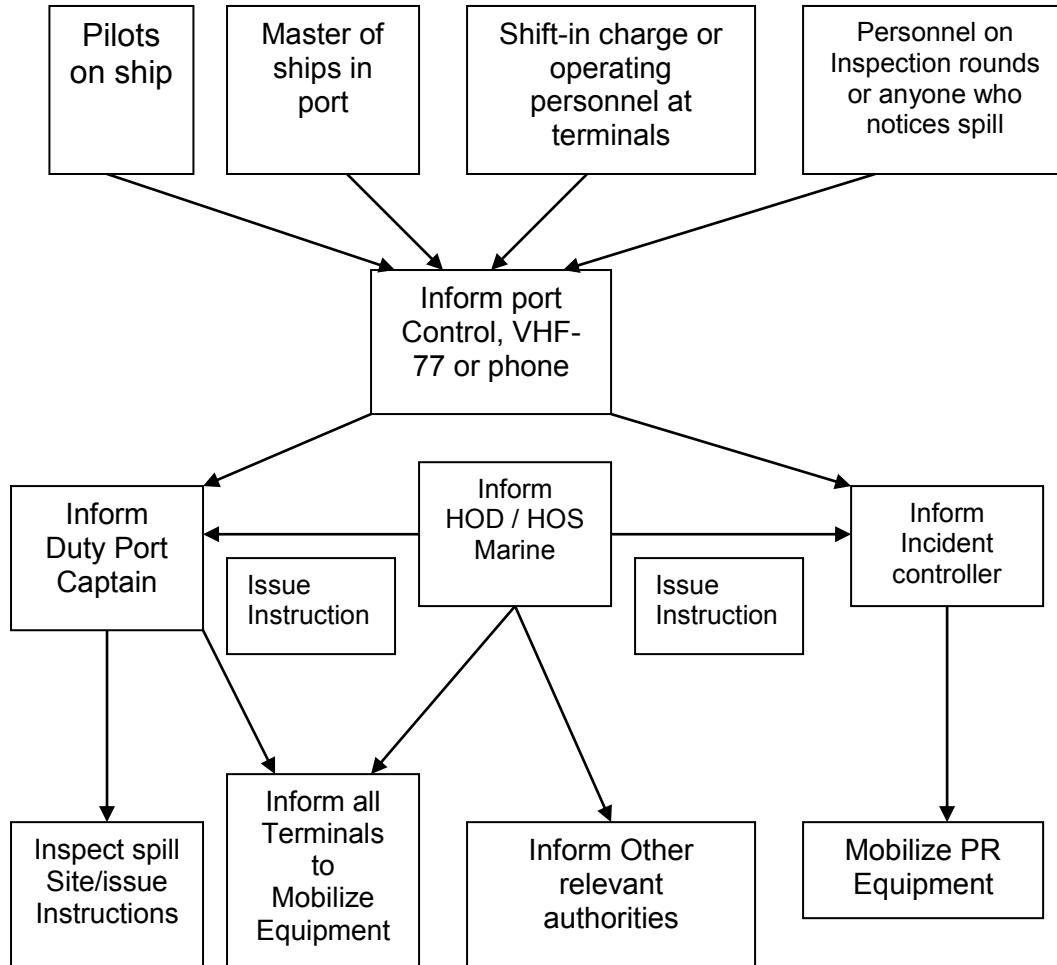 Pilots
on ship
Master of
ships in
port
Shift-in charge or
operating
personnel at
terminals
Personnel on
Inspection rounds
or anyone who
notices spill
Inform port
Control, VHF-
77 or phone
Inform
Duty Port
Captain
Issue
Instruction
Inform
HOD / HOS
Marine
Issue
Instruction
Inform
Incident
controller
Inspect spill
Site/issue
Instructions
Inform all
Terminals
to
Mobilize
Equipment
Inform Other
relevant
authorities
Mobilize PR
Equipment